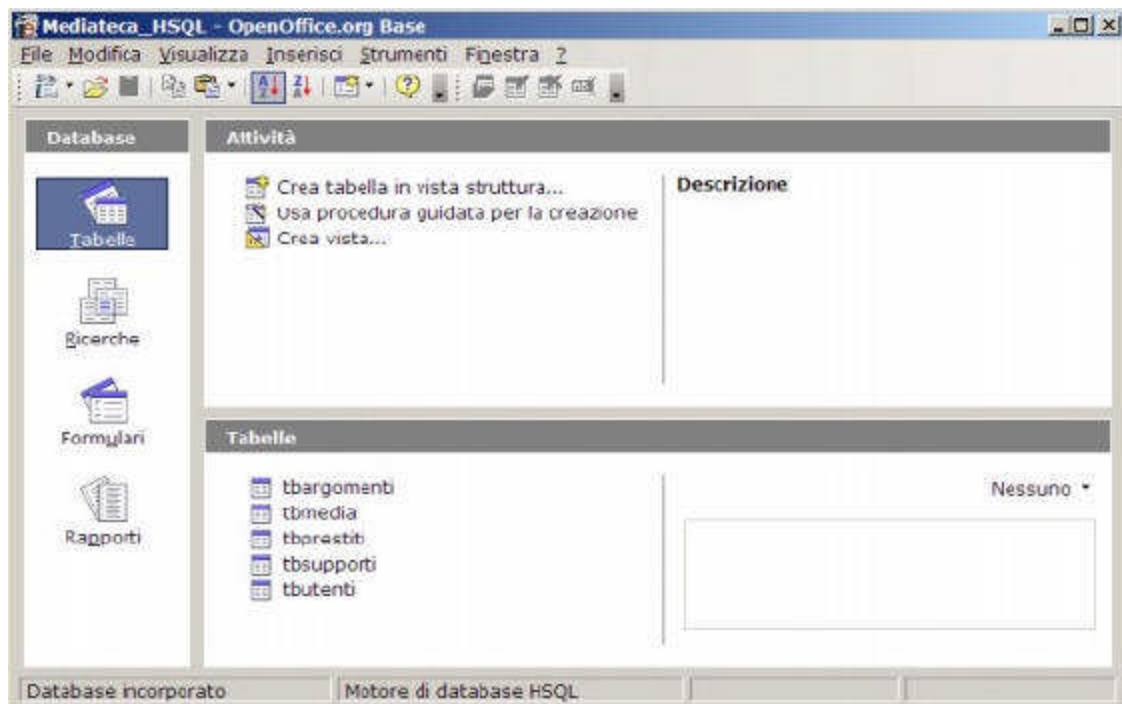 Mediateca_HSQL - OpenOffice.org Base
File Modifica Visualizza Inserisci Strumenti Finestra ?
Database
Attività
Tabelle
Ricerche
Formulari
Rapporti
Crea tabella in vista struttura...
Usa procedura guidata per la creazione
Crea vista...
Descrizione
Tabelle
tbargomenti
tbmedia
tbprestiti
tbsupporti
tbutenti
Nessuno
Database incorporato
Motore di database HSQL